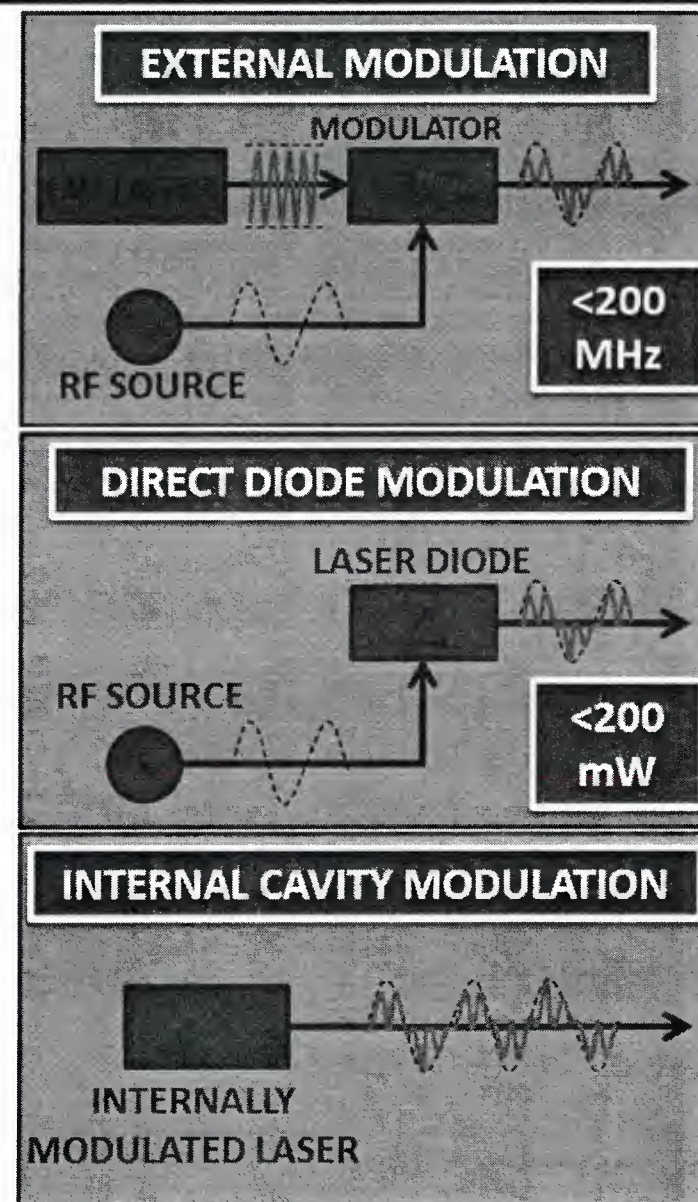 EXTERNAL MODULATION
MODULATOR
<200
MHz
RF SOURCE
DIRECT DIODE MODULATION
LASER DIODE
RF SOURCE
<200
mW
INTERNAL CAVITY MODULATION
INTERNALLY
MODULATED LASER